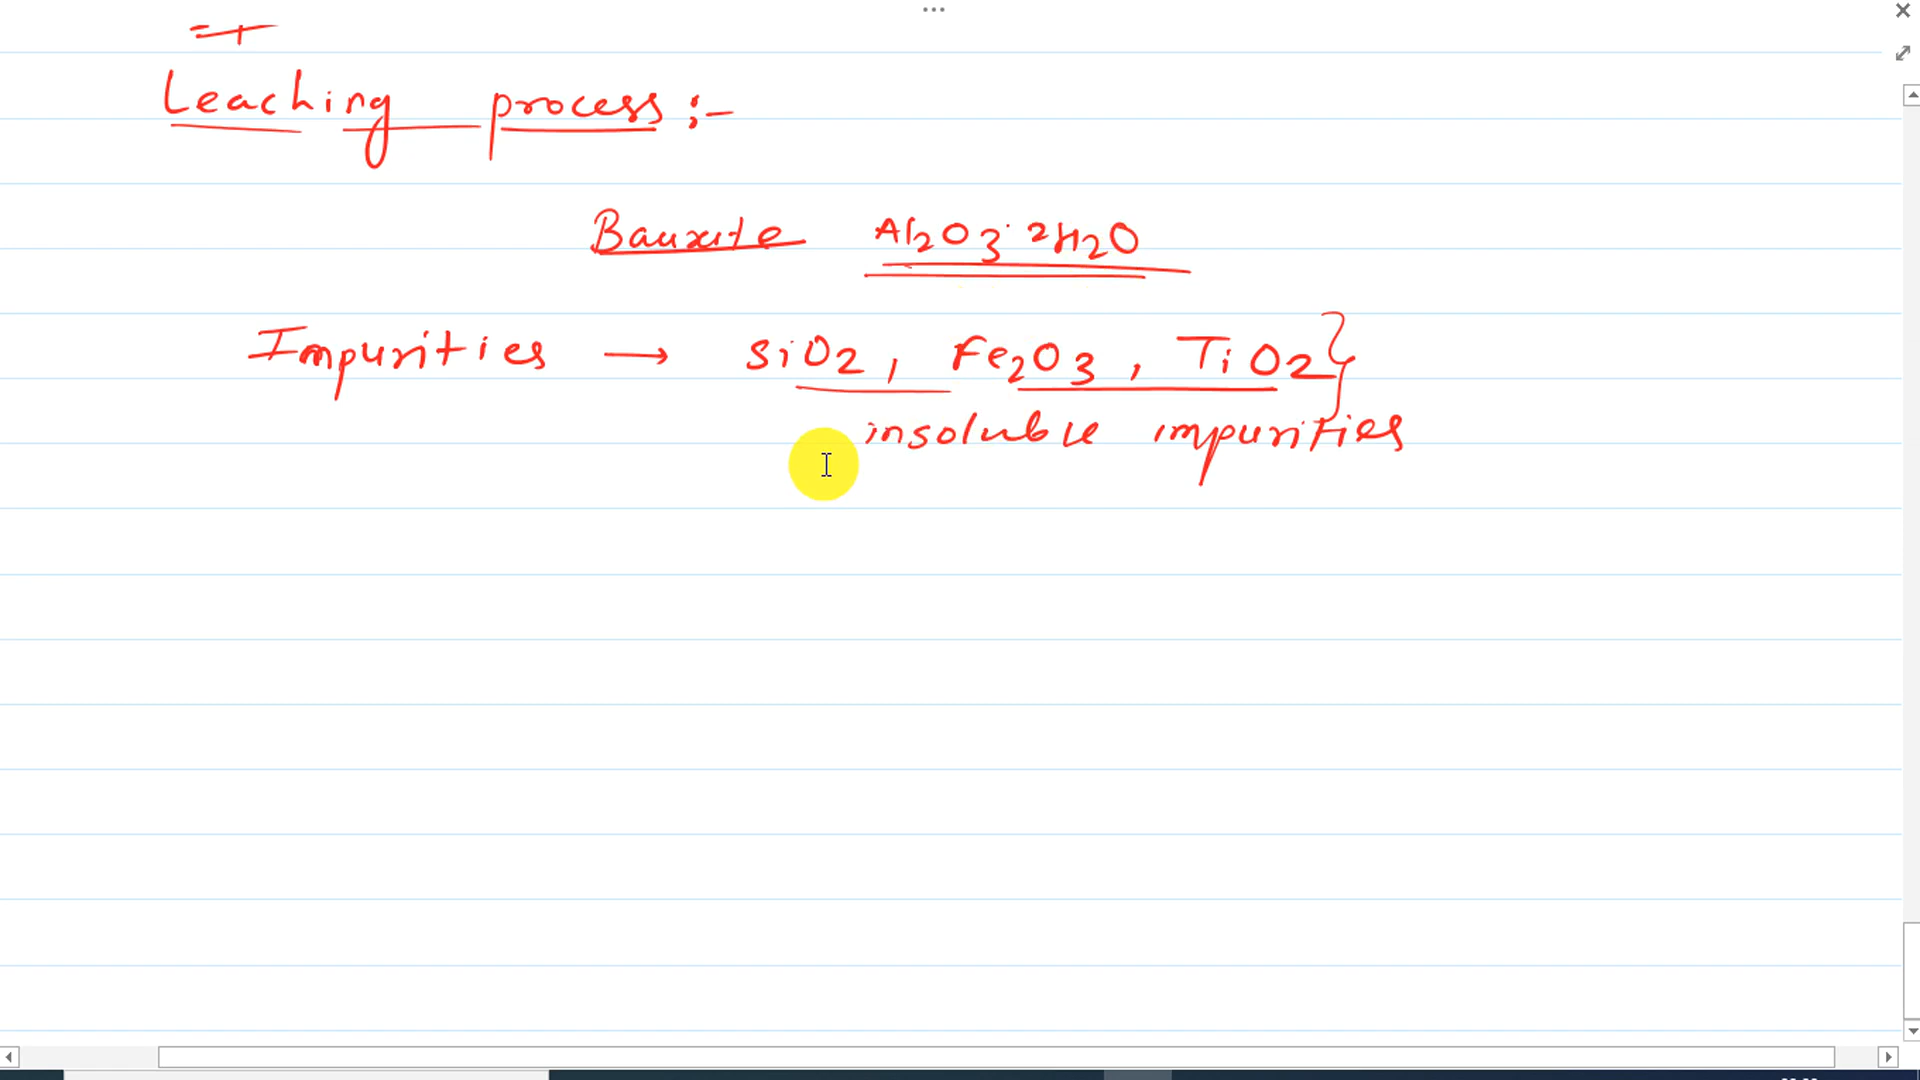 Leaching process :-
Bauxite Al2O3·2H2O
Impurities → SiO2, Fe2O3, TiO2}
insoluble impurities